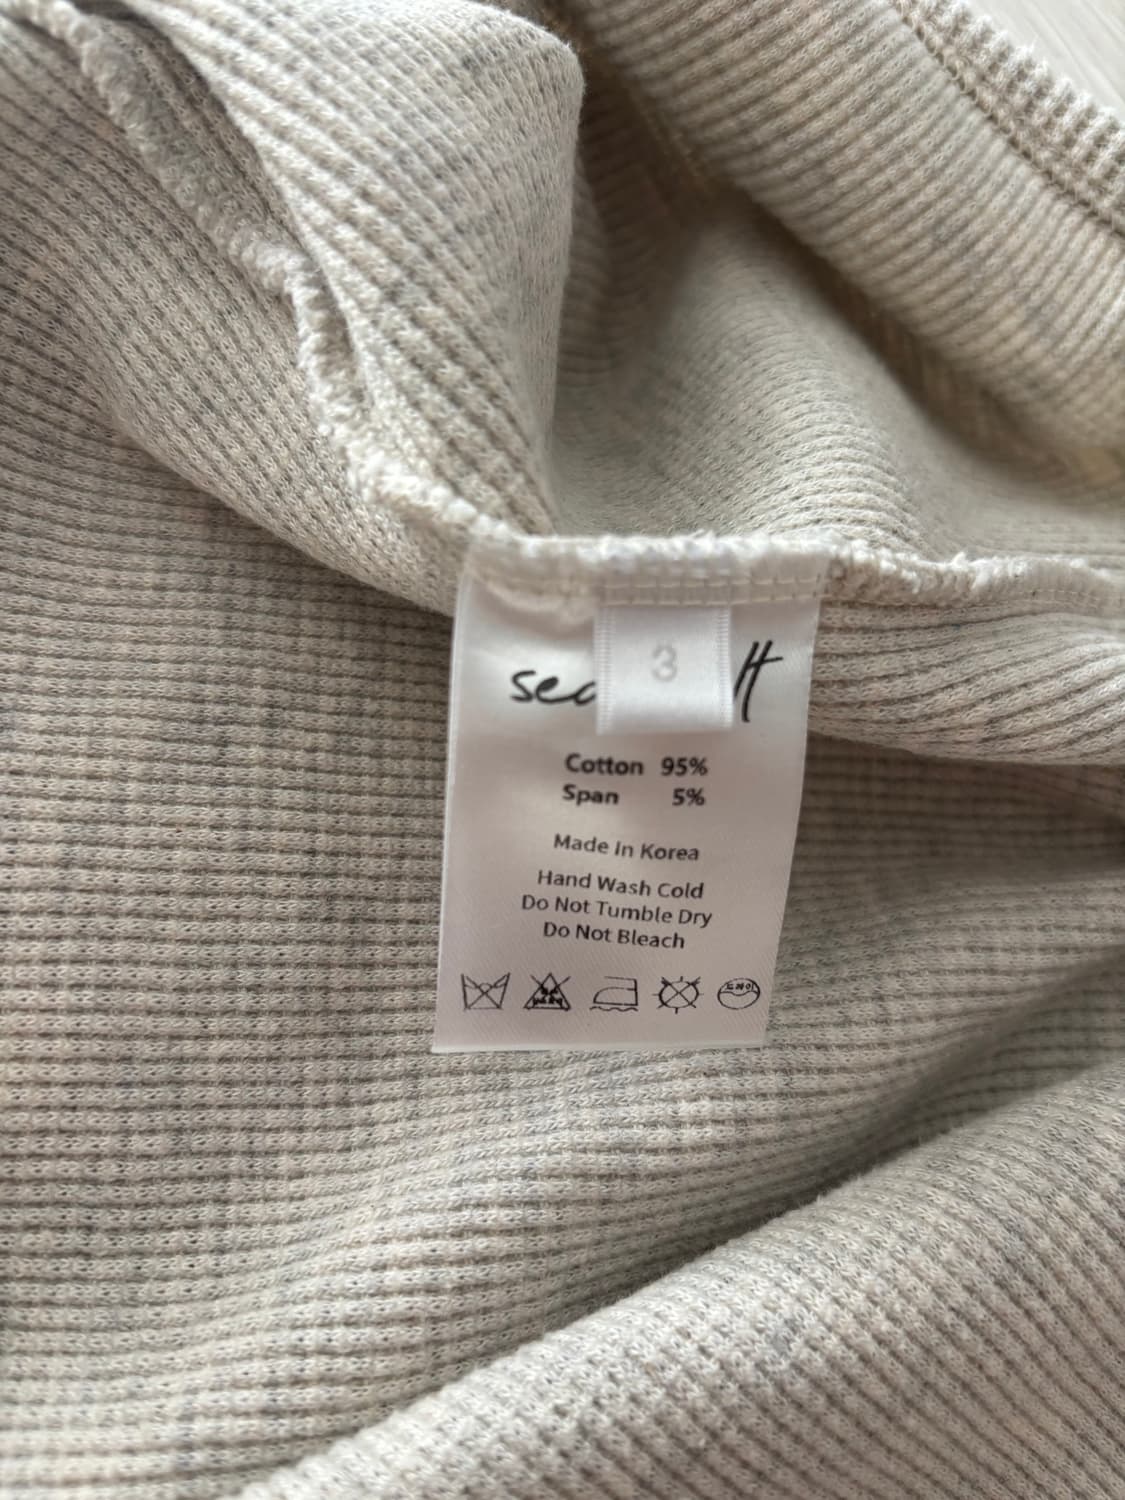 3
Cotton 95%
Span 5%
Made in Korea
Hand Wash Cold
Do Not Tumble Dry
Do Not Bleach